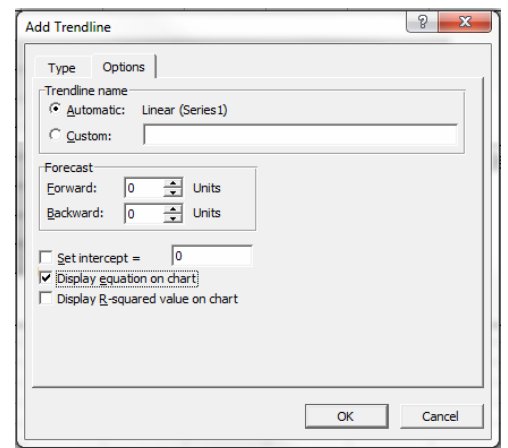 Add Trendline
Type Options
Trendline name
Automatic: Linear (Series1)
Custom:
Forecast
Forward: 0 Units
Backward: 0 Units
Set intercept = 0
Display equation on chart
Display R-squared value on chart
OK Cancel